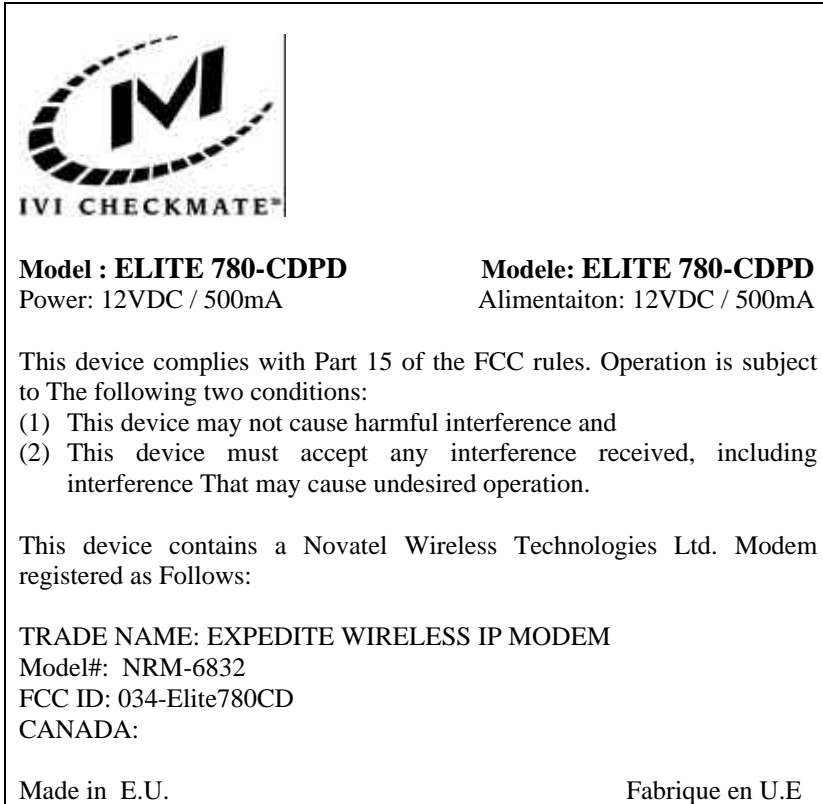 IVI CHECKMATE
Model : ELITE 780-CDPD Modele: ELITE 780-CDPD
Power: 12VDC / 500mA Alimentaiton: 12VDC / 500mA
This device complies with Part 15 of the FCC rules. Operation is subject
to The following two conditions:
(1) This device may not cause harmful interference and
(2) This device must accept any interference received, including
interference That may cause undesired operation.
This device contains a Novatel Wireless Technologies Ltd. Modem
registered as Follows:
TRADE NAME: EXPEDITE WIRELESS IP MODEM
Model#: NRM-6832
FCC ID: 034-Elite780CD
CANADA:
Made in E.U. Fabrique en U.E